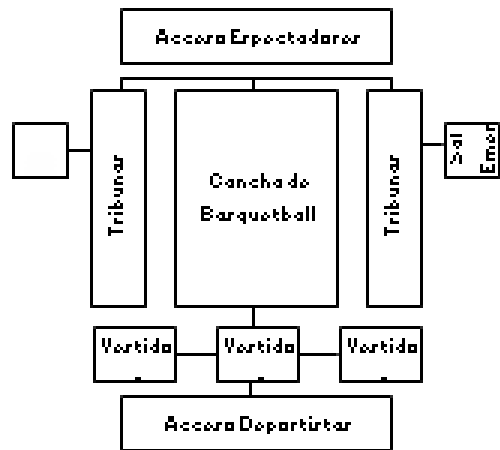 Acceso Espectadores
Tribunas
Cancha de
Basquetball
Tribunas
Sal
Emer
Vestido
Vestido
Vestido
Acceso Deportistas